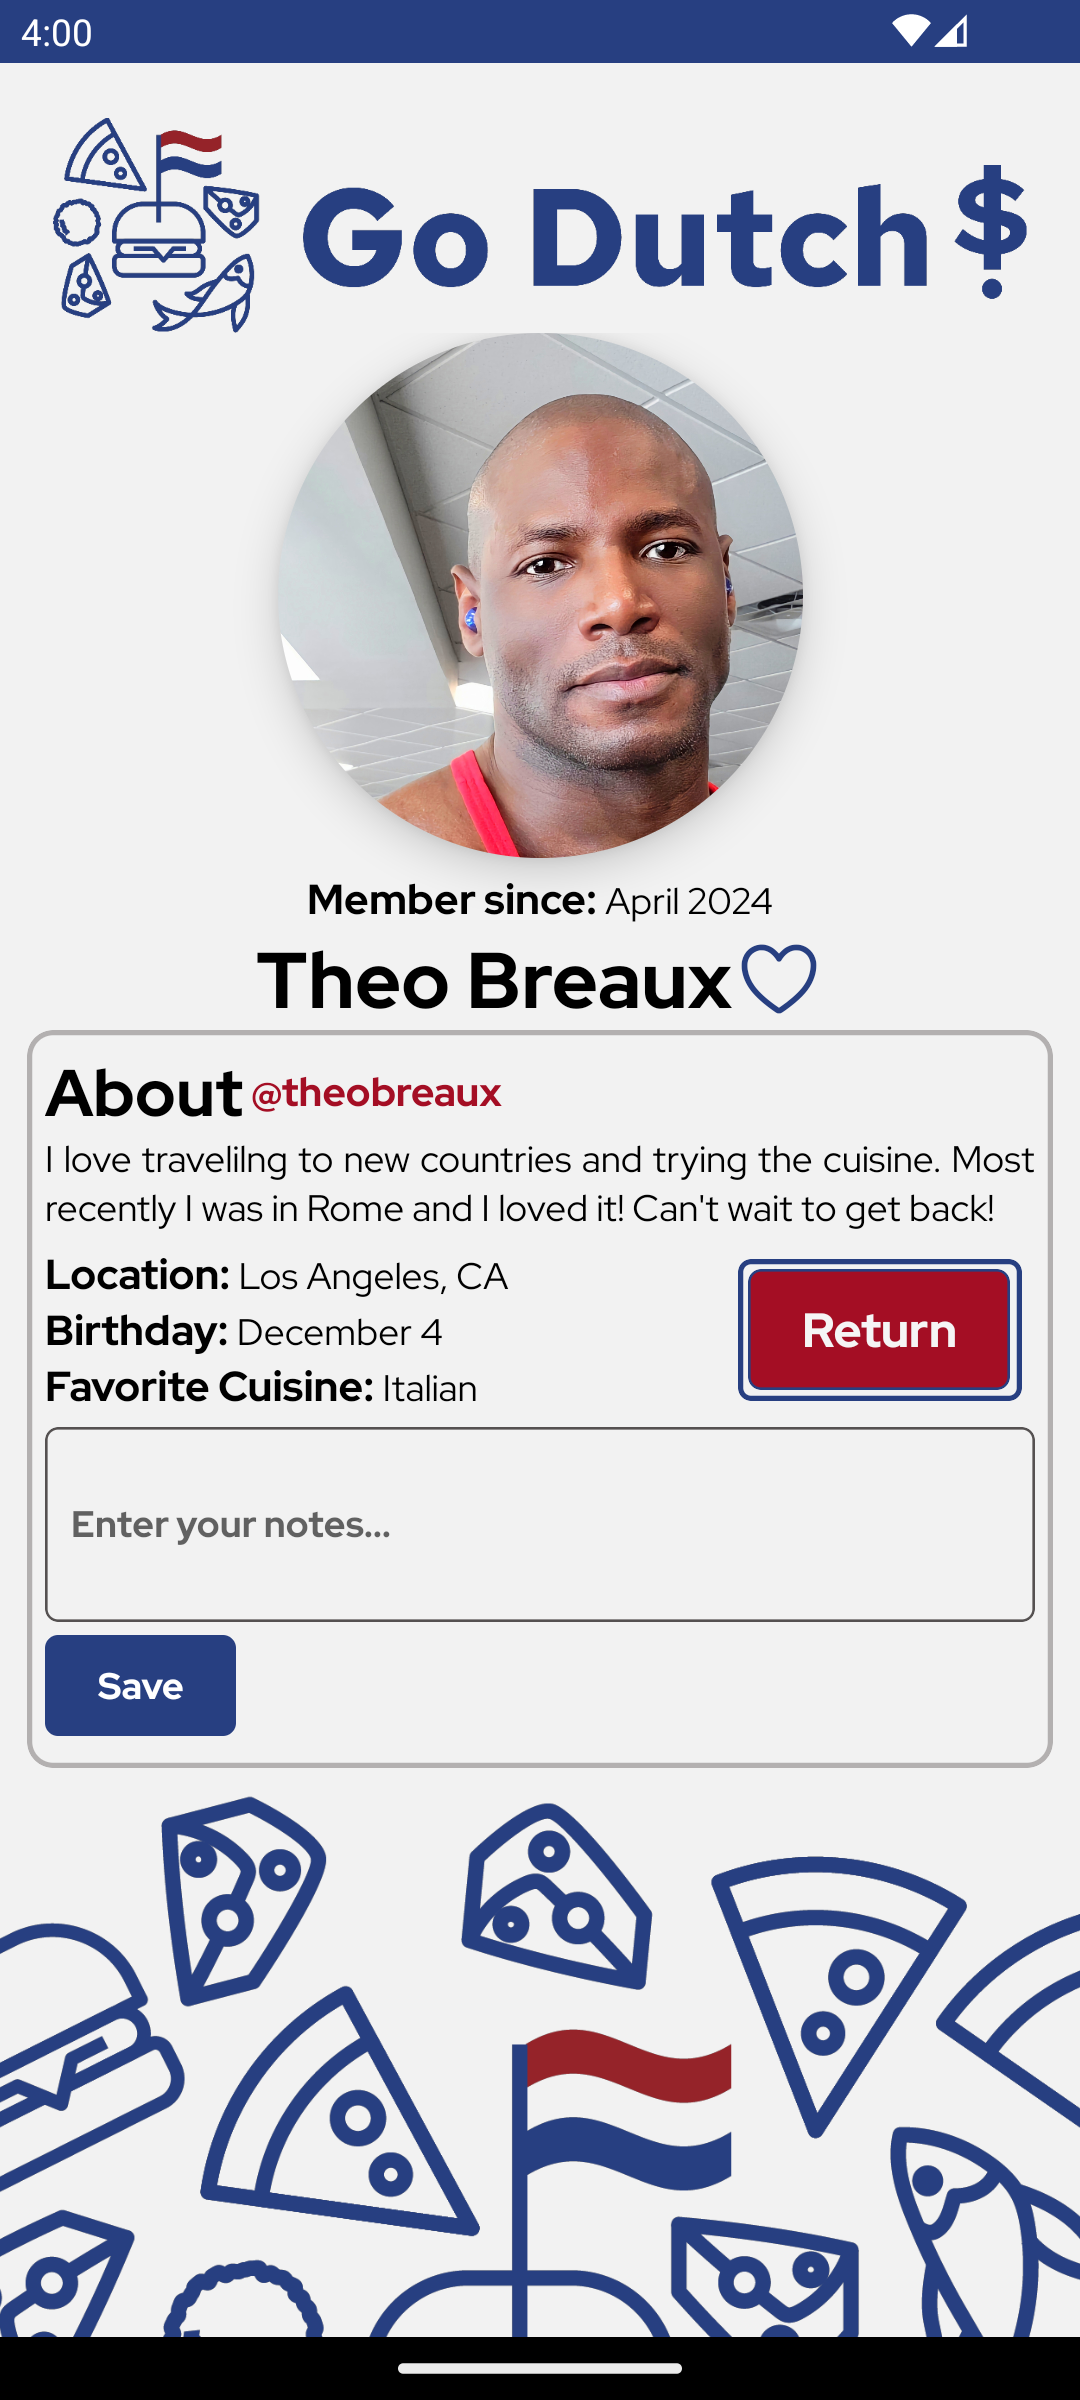 4:00
Go Dutch $
Member since: April 2024
Theo Breaux
About @theobreaux
I love travelilng to new countries and trying the cuisine. Most
recently I was in Rome and I loved it! Can't wait to get back!
Location: Los Angeles, CA
Birthday: December 4
Favorite Cuisine: Italian
Return
Enter your notes...
Save